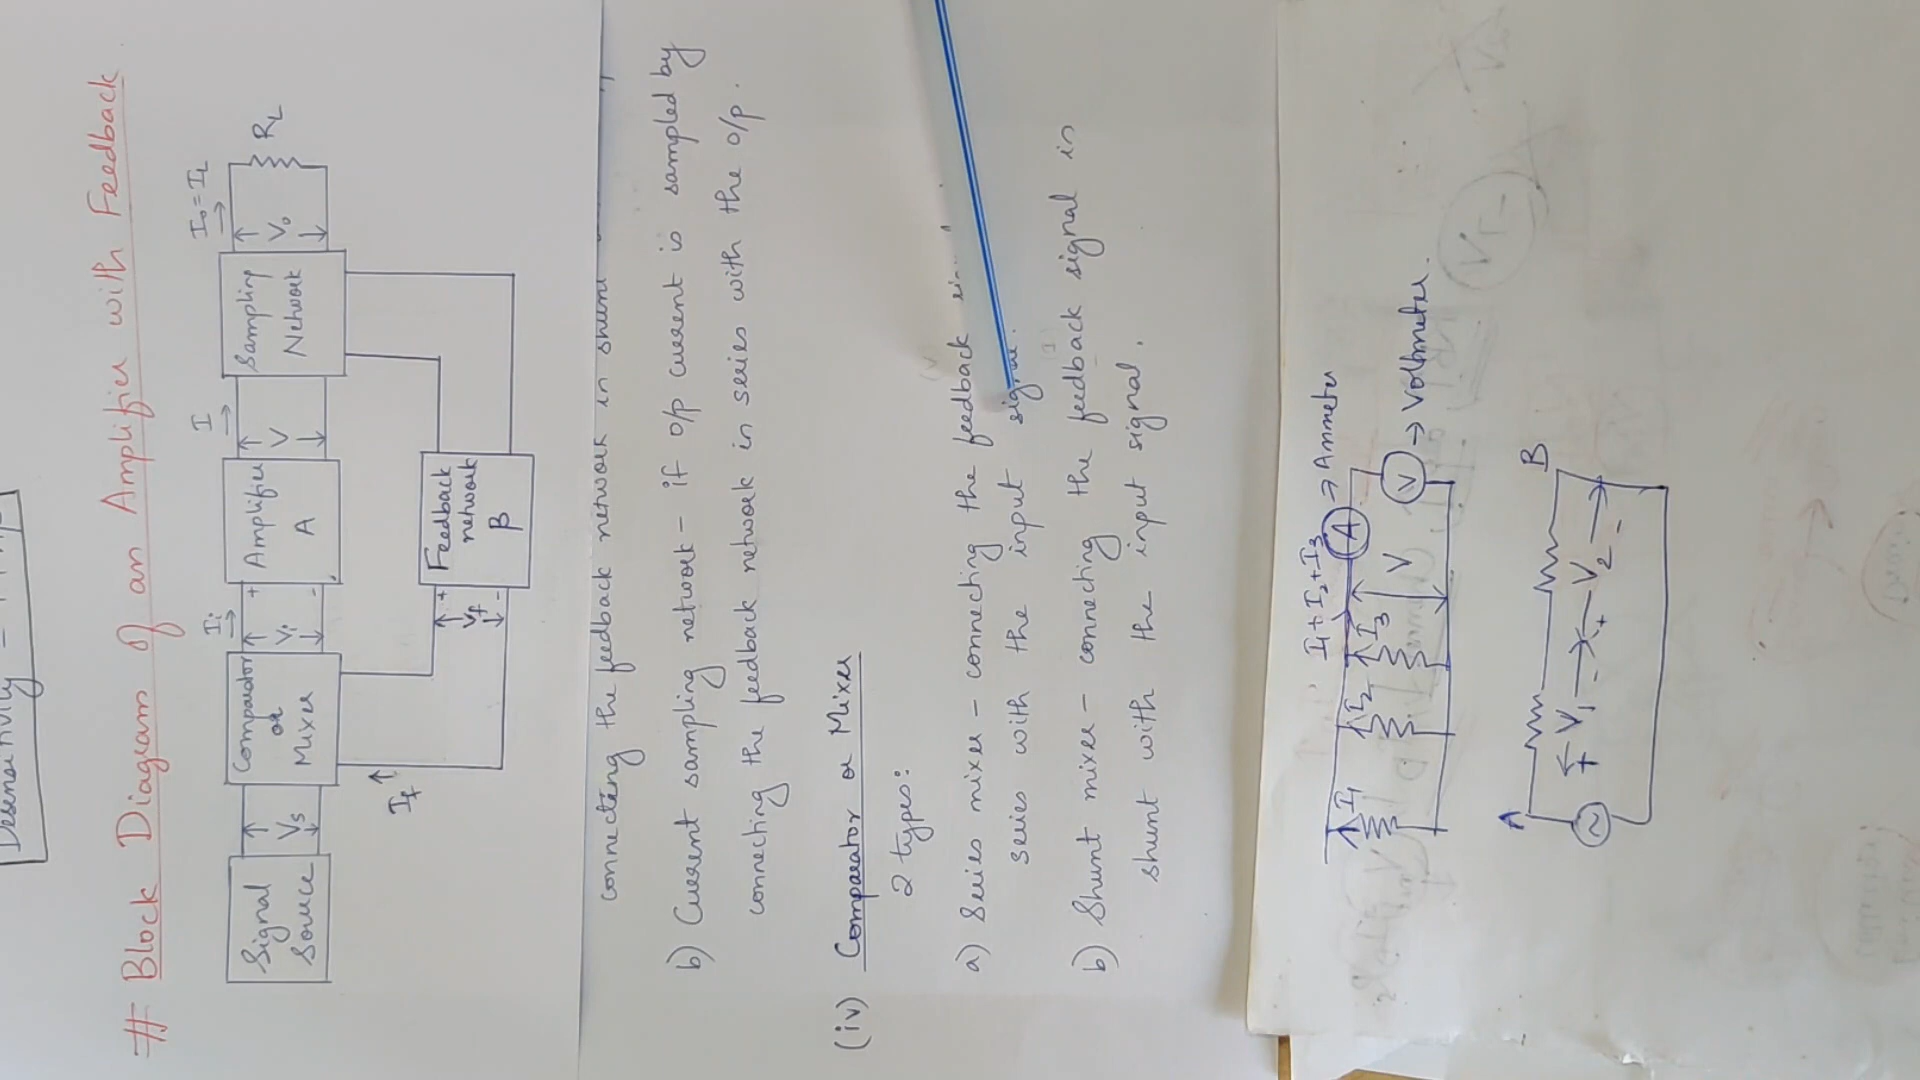 # Block Diagram of an Amplifier with Feedback
Signal Source
Vs
Comparator or Mixer
Ii
+
Vi
-
Amplifier A
I
V
Sampling Network
Io = IL
Vo
RL
Feedback network β
+
Vf
-
If
connecting the feedback network in shunt
b) Current sampling network - if o/p current is sampled by
connecting the feedback network in series with the o/p.
(iv) Comparator or Mixer
2 types:
a) Series mixer - connecting the feedback
series with the input
b) Shunt mixer - connecting the feedback signal in
shunt with the input signal.
I1 + I2 + I3
A → Ammeter
I1
I2
I3
V
V → Voltmeter.
A
B
+ V1 -
+ V2 -